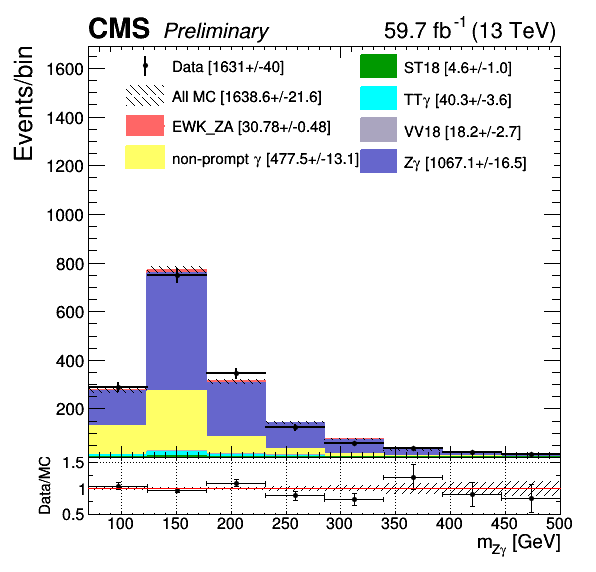 CMS Preliminary 59.7 fb⁻¹ (13 TeV)
Events/bin
1600
1400
1200
1000
800
600
400
200
Data [1631+/-40]
All MC [1638.6+/-21.6]
EWK_ZA [30.78+/-0.48]
non-prompt γ [477.5+/-13.1]
ST18 [4.6+/-1.0]
TTγ [40.3+/-3.6]
VV18 [18.2+/-2.7]
Zγ [1067.1+/-16.5]
Data/MC
1.5
1
0.5
100 150 200 250 300 350 400 450 500
m_Zγ [GeV]